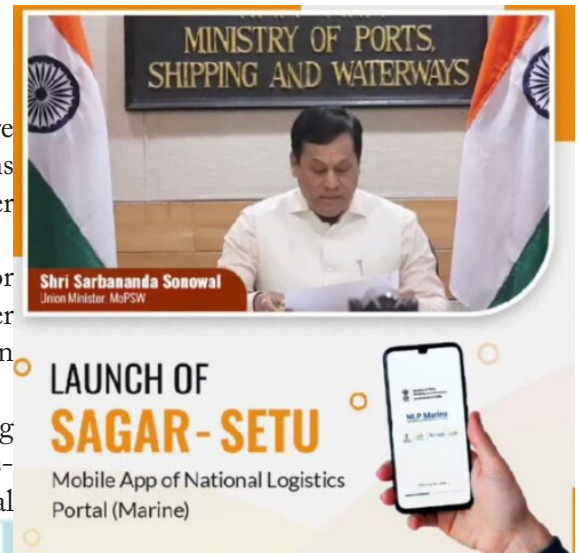 MINISTRY OF PORTS,
SHIPPING AND WATERWAYS
Shri Sarbananda Sonowal
Union Minister, MoPSW
LAUNCH OF
SAGAR - SETU
Mobile App of National Logistics
Portal (Marine)
NLP Marine